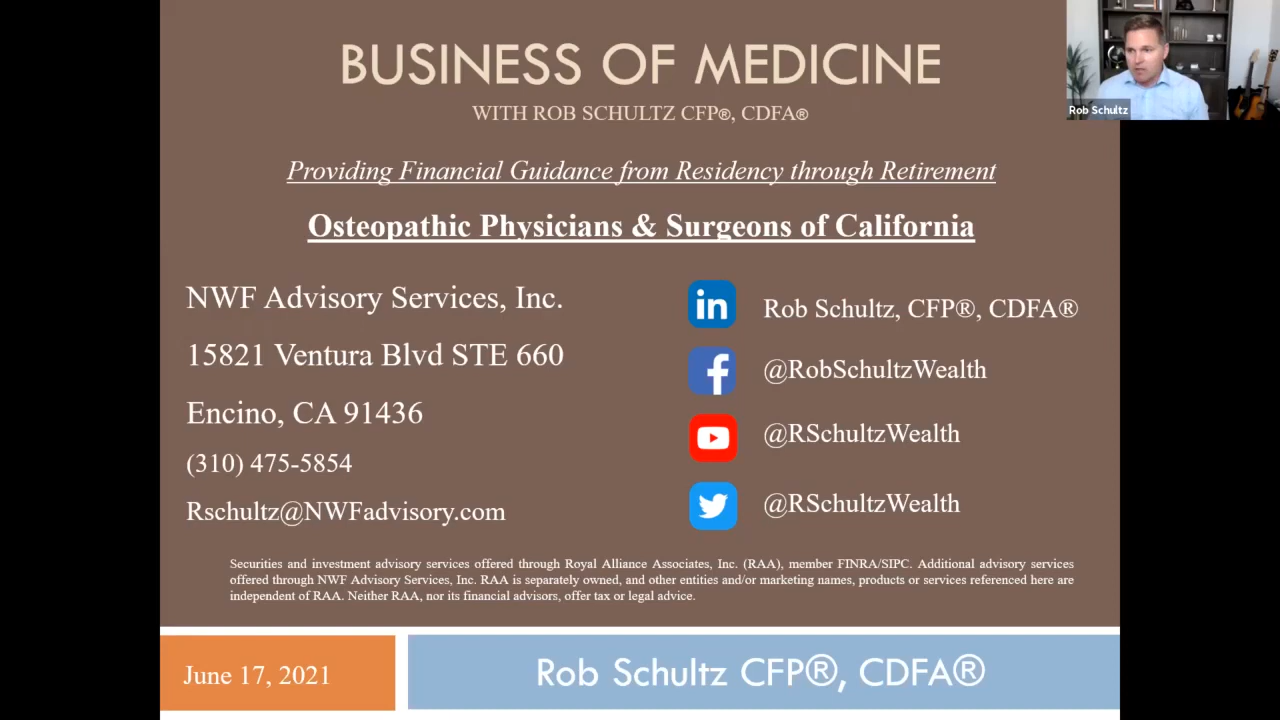 BUSINESS OF MEDICINE
WITH ROB SCHULTZ CFP®, CDFA®
Providing Financial Guidance from Residency through Retirement
Osteopathic Physicians & Surgeons of California
NWF Advisory Services, Inc.
15821 Ventura Blvd STE 660
Encino, CA 91436
(310) 475-5854
Rschultz@NWFadvisory.com
in
Rob Schultz, CFP®, CDFA®
f
@RobSchultzWealth
@RSchultzWealth
@RSchultzWealth
Securities and investment advisory services offered through Royal Alliance Associates, Inc. (RAA), member FINRA/SIPC. Additional advisory services
offered through NWF Advisory Services, Inc. RAA is separately owned, and other entities and/or marketing names, products or services referenced here are
independent of RAA. Neither RAA, nor its financial advisors, offer tax or legal advice.
June 17, 2021
Rob Schultz CFP®, CDFA®
Rob Schultz